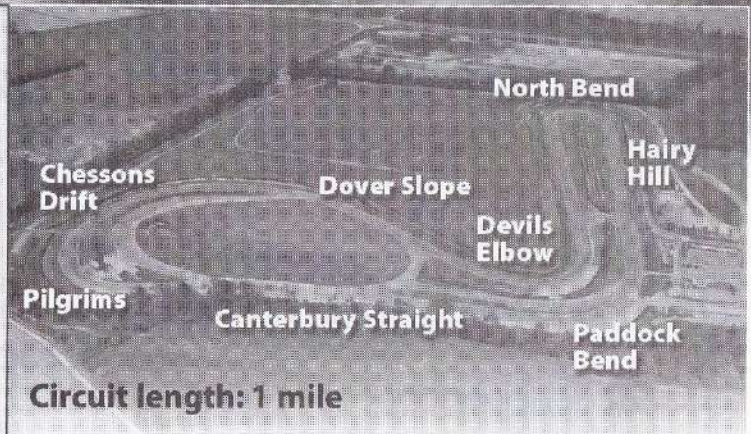 North Bend
Hairy
Hill
Chessons
Drift
Dover Slope
Devils
Elbow
Pilgrims
Canterbury Straight
Paddock
Bend
Circuit length: 1 mile